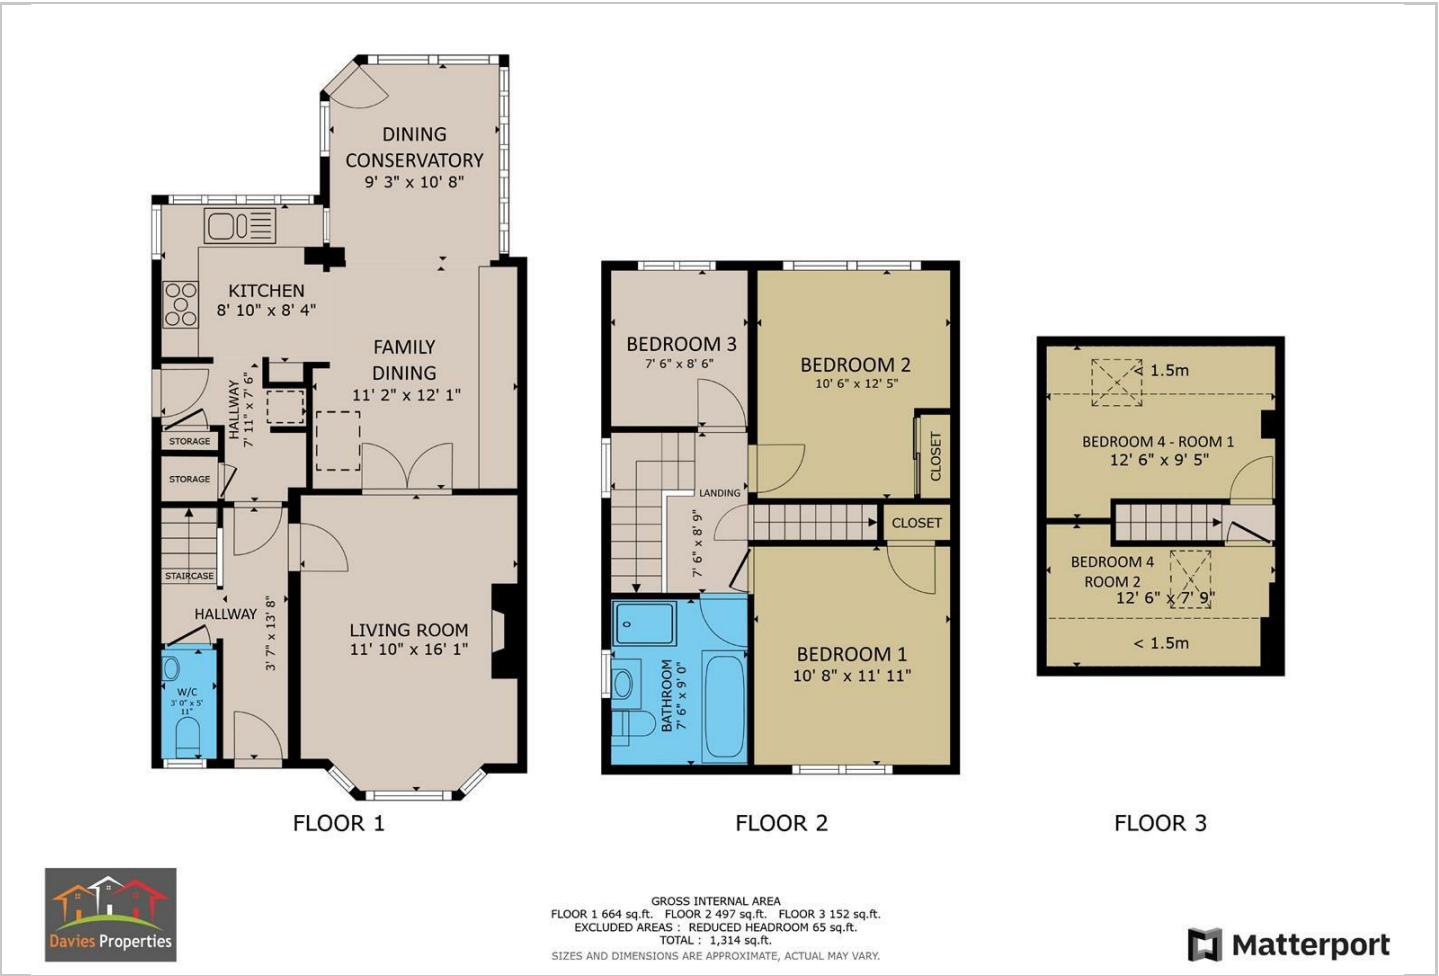 DINING
CONSERVATORY
9' 3" x 10' 8"
KITCHEN
8' 10" x 8' 4"
FAMILY
DINING
11' 2" x 12' 1"
HALLWAY
7' 11" x 7' 6"
STORAGE
STORAGE
STAIRCASE
HALLWAY
3' 7" x 13' 8"
LIVING ROOM
11' 10" x 16' 1"
W/C
3' 0" x 5'
11"
FLOOR 1
BEDROOM 3
7' 6" x 8' 6"
BEDROOM 2
10' 6" x 12' 5"
CLOSET
LANDING
7' 6" x 8' 9"
CLOSET
BATHROOM
7' 6" x 9' 0"
BEDROOM 1
10' 8" x 11' 11"
FLOOR 2
< 1.5m
BEDROOM 4 - ROOM 1
12' 6" x 9' 5"
BEDROOM 4
ROOM 2
12' 6" x 7' 9"
< 1.5m
FLOOR 3
Davies Properties
GROSS INTERNAL AREA
FLOOR 1 664 sq.ft. FLOOR 2 497 sq.ft. FLOOR 3 152 sq.ft.
EXCLUDED AREAS : REDUCED HEADROOM 65 sq.ft.
TOTAL : 1,314 sq.ft.
SIZES AND DIMENSIONS ARE APPROXIMATE, ACTUAL MAY VARY.
Matterport